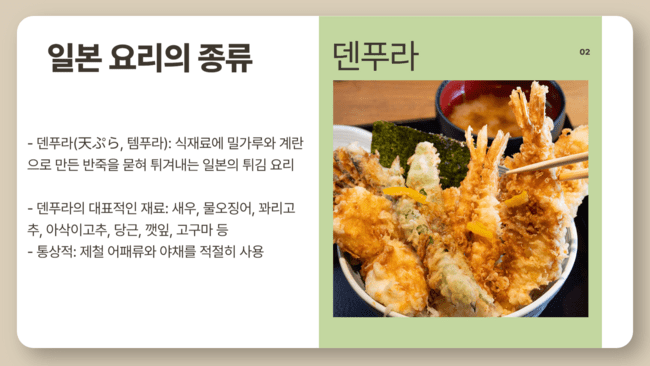 일본 요리의 종류
- 덴푸라(天ぷら, 템푸라): 식재료에 밀가루와 계란
으로 만든 반죽을 묻혀 튀겨내는 일본의 튀김 요리
- 덴푸라의 대표적인 재료: 새우, 물오징어, 꽈리고
추, 아삭이고추, 당근, 깻잎, 고구마 등
- 통상적: 제철 어패류와 야채를 적절히 사용
덴푸라
02